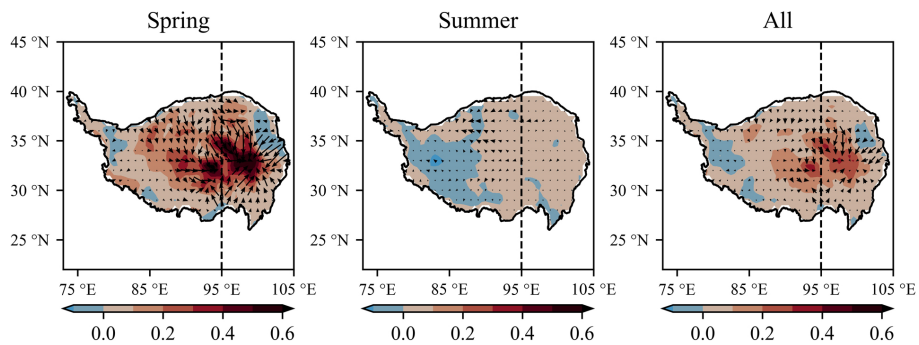 Spring Summer All
45 °N 45 °N 45 °N
40 °N 40 °N 40 °N
35 °N 35 °N 35 °N
30 °N 30 °N 30 °N
25 °N 25 °N 25 °N
75 °E 85 °E 95 °E 105 °E 75 °E 85 °E 95 °E 105 °E 75 °E 85 °E 95 °E 105 °E
0.0 0.2 0.4 0.6 0.0 0.2 0.4 0.6 0.0 0.2 0.4 0.6